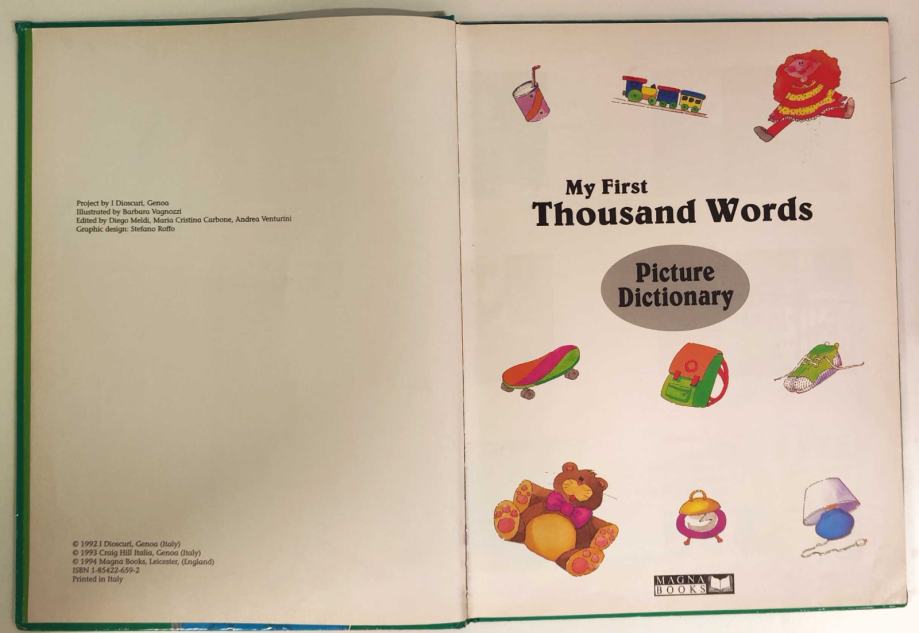 Project by I Dioscuri, Genoa
Illustrated by Barbara Vagnozzi
Edited by Diego Meldi, Maria Cristina Carbone, Andrea Venturini
Graphic design: Stefano Roffo
© 1992 I Dioscuri, Genoa (Italy)
© 1993 Craig Hill Italia, Genoa (Italy)
© 1994 Magna Books, Leicester, (England)
ISBN 1-85422-659-2
Printed in Italy
My First
Thousand Words
Picture
Dictionary
MAGNA
BOOKS